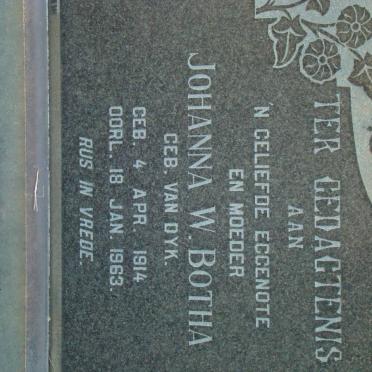 TER GEDAGTENIS
AAN
'N GELIEFDE EGGENOTE
EN MOEDER
JOHANNA W. BOTHA
GEB. VAN DYK.
GEB. 4 APR. 1914
OORL. 18 JAN. 1963.
RUS IN VREDE.